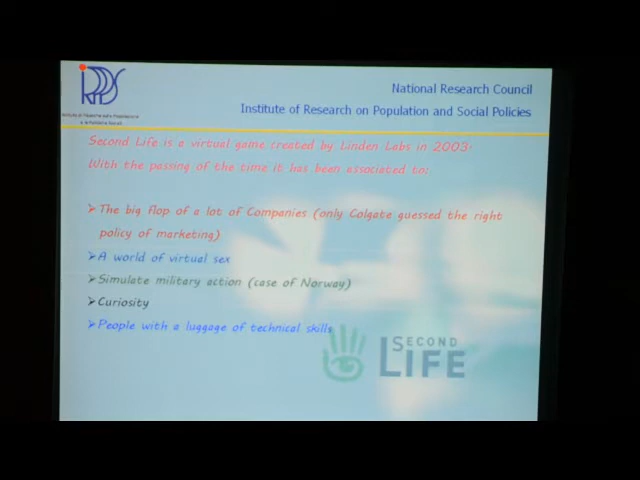 IRPPS
National Research Council
Institute of Research on Population and Social Policies
Second Life is a virtual game created by Linden Labs in 2003.
With the passing of the time it has been associated to:
➢The big flop of a lot of Companies (only Colgate guessed the right
policy of marketing)
➢A world of virtual sex
➢Simulate military action (case of Norway)
➢Curiosity
➢People with a luggage of technical skills
SECOND
LIFE